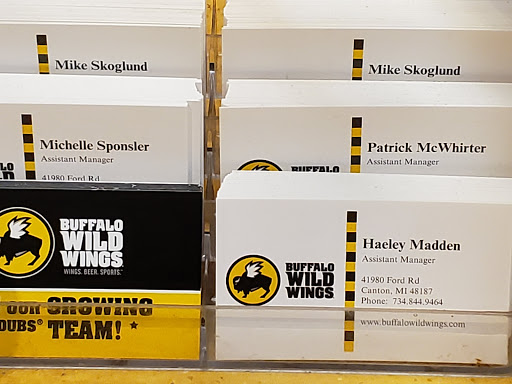 Mike Skoglund
Mike Skoglund
Michelle Sponsler
Assistant Manager
41980 Ford Rd
Patrick McWhirter
Assistant Manager
BUFFALO
BUFFALO
WILD
WINGS
WINGS. BEER. SPORTS.
OUR GROWING
TEAM!
BUFFALO
WILD
WINGS
Haeley Madden
Assistant Manager
41980 Ford Rd
Canton, MI 48187
Phone: 734.844.9464
www.buffalowildwings.com